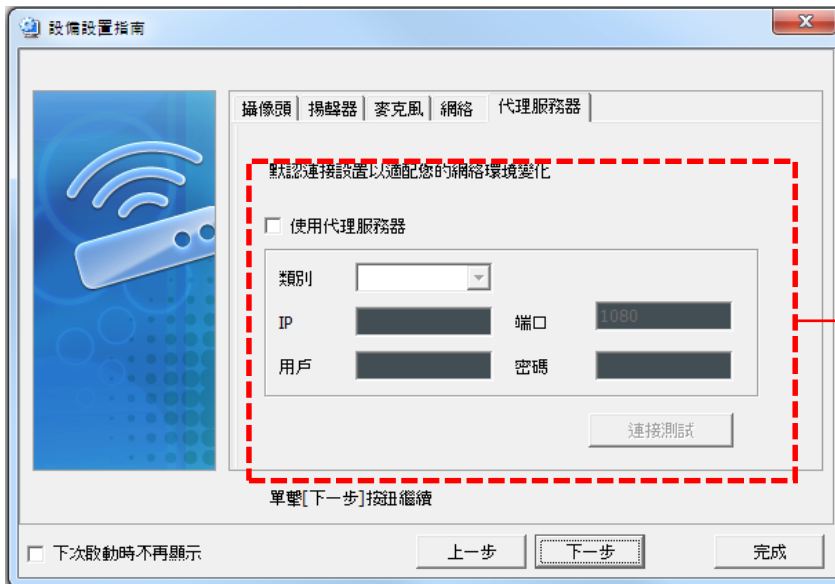 設備設置指南
攝像頭 揚聲器 麥克風 網絡 代理服務器
默認連接設置以適配您的網絡環境變化
使用代理服務器
類別
IP 端口 1080
用戶 密碼
連接測試
單擊[下一步]按鈕繼續
下次啟動時不再顯示 上一步 下一步 完成